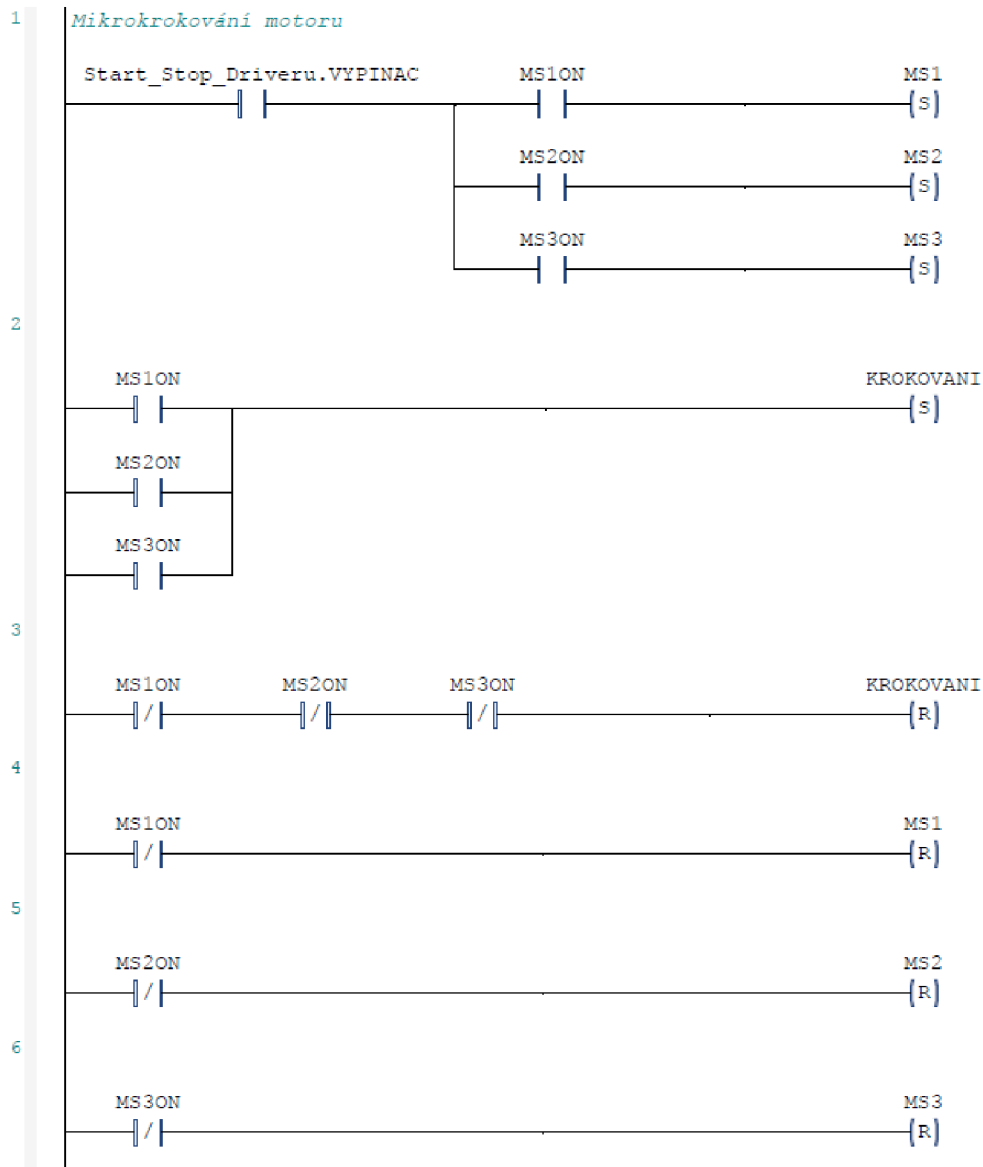 1
Mikrokrokování motoru
Start_Stop_Driveru.VYPINAC MS1ON MS1
S
MS2ON MS2
S
MS3ON MS3
S
2
MS1ON KROKOVANI
S
MS2ON
MS3ON
3
MS1ON MS2ON MS3ON KROKOVANI
/ / / R
4
MS1ON MS1
/ R
5
MS2ON MS2
/ R
6
MS3ON MS3
/ R